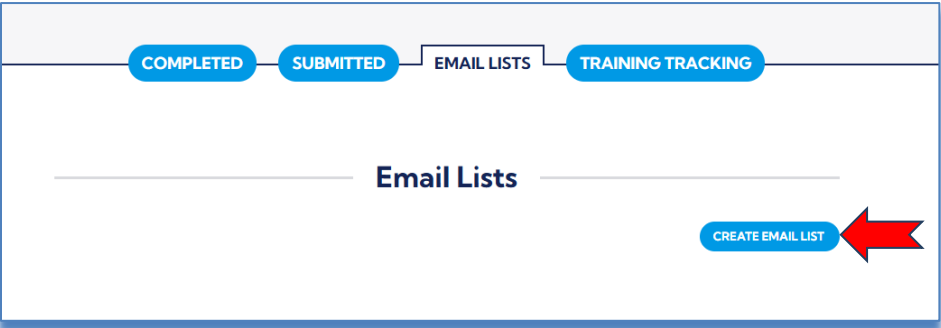 COMPLETED SUBMITTED EMAIL LISTS TRAINING TRACKING
Email Lists
CREATE EMAIL LIST